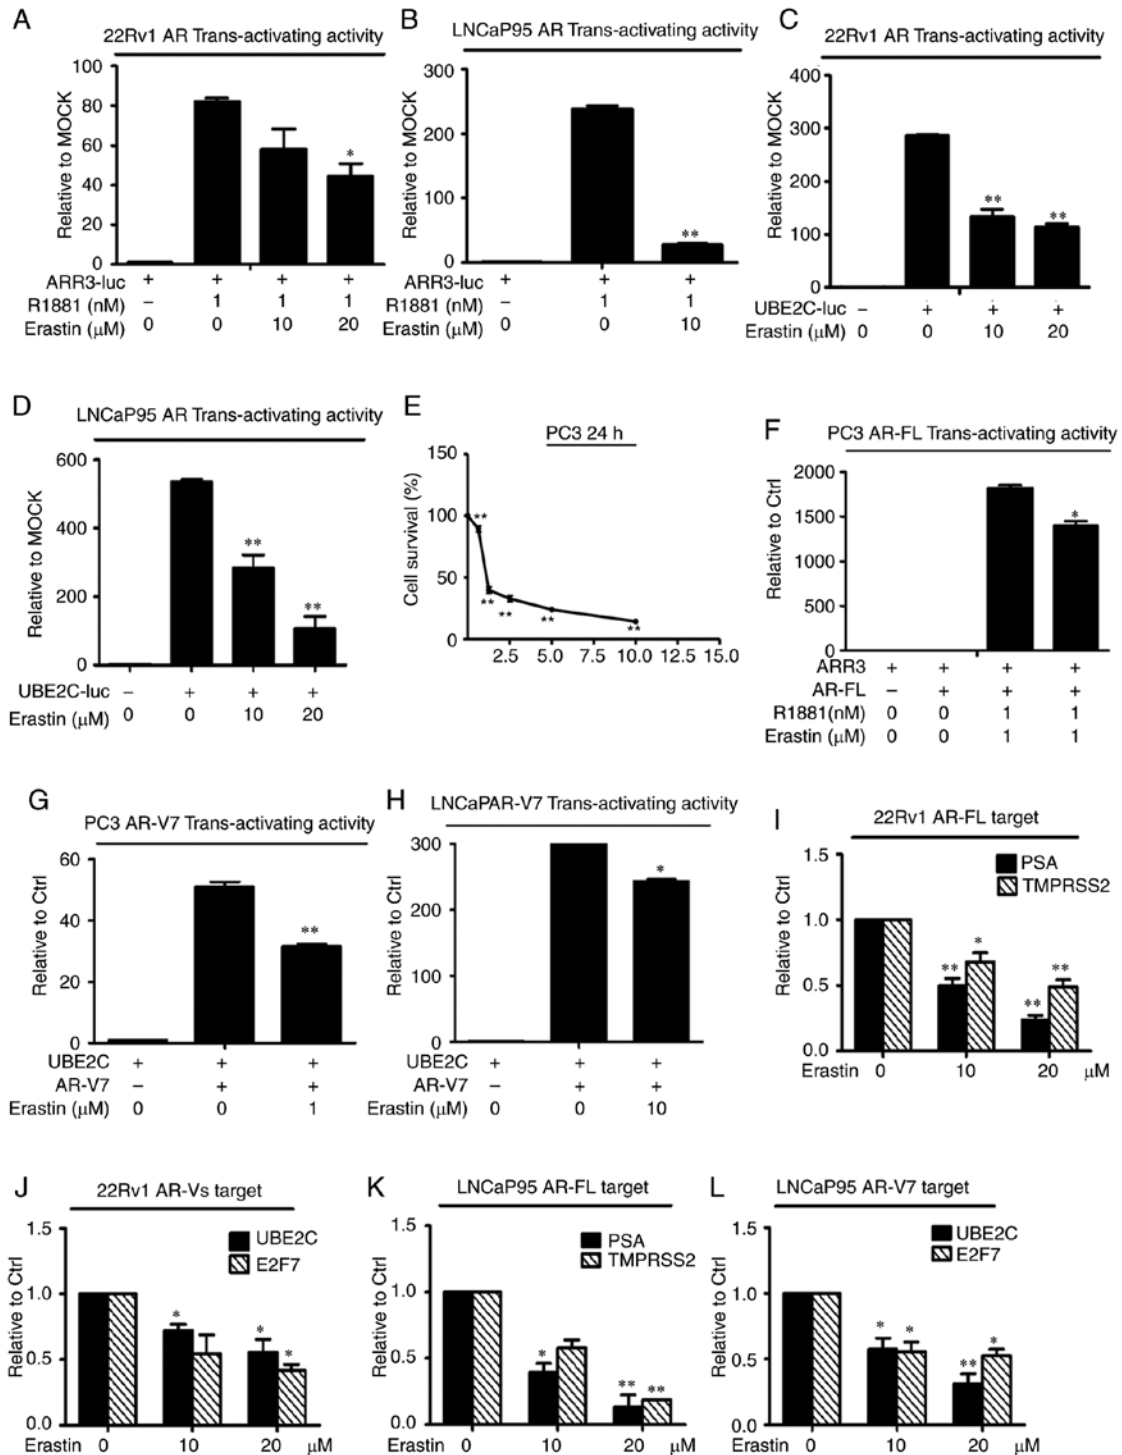 A
22Rv1 AR Trans-activating activity
Relative to MOCK
100
80
60
40
20
0
*
ARR3-luc + + + +
R1881 (nM) – 1 1 1
Erastin (μM) 0 0 10 20
B
LNCaP95 AR Trans-activating activity
Relative to MOCK
300
200
100
0
**
ARR3-luc + + +
R1881 (nM) – 1 1
Erastin (μM) 0 0 10
C
22Rv1 AR Trans-activating activity
Relative to MOCK
400
300
200
100
0
** **
UBE2C-luc – + + +
Erastin (μM) 0 0 10 20
D
LNCaP95 AR Trans-activating activity
Relative to MOCK
600
400
200
0
** **
UBE2C-luc – + + +
Erastin (μM) 0 0 10 20
E
PC3 24 h
Cell survival (%)
150
100
50
0
** ** ** ** **
2.5 5.0 7.5 10.0 12.5 15.0
F
PC3 AR-FL Trans-activating activity
Relative to Ctrl
2000
1500
1000
500
0
*
ARR3 + + + +
AR-FL – + + +
R1881(nM) 0 0 1 1
Erastin (μM) 0 0 1 1
G
PC3 AR-V7 Trans-activating activity
Relative to Ctrl
60
40
20
0
**
UBE2C + + +
AR-V7 – + +
Erastin (μM) 0 0 1
H
LNCaPAR-V7 Trans-activating activity
Relative to Ctrl
300
200
100
0
*
UBE2C + + +
AR-V7 – + +
Erastin (μM) 0 0 10
I
22Rv1 AR-FL target
PSA
TMPRSS2
Relative to Ctrl
1.5
1.0
0.5
0.0
** * ** **
Erastin 0 10 20 μM
J
22Rv1 AR-Vs target
UBE2C
E2F7
Relative to Ctrl
1.5
1.0
0.5
0.0
* * *
Erastin 0 10 20 μM
K
LNCaP95 AR-FL target
PSA
TMPRSS2
Relative to Ctrl
1.5
1.0
0.5
0.0
* ** **
Erastin 0 10 20 μM
L
LNCaP95 AR-V7 target
UBE2C
E2F7
Relative to Ctrl
1.5
1.0
0.5
0.0
* * ** *
Erastin 0 10 20 μM